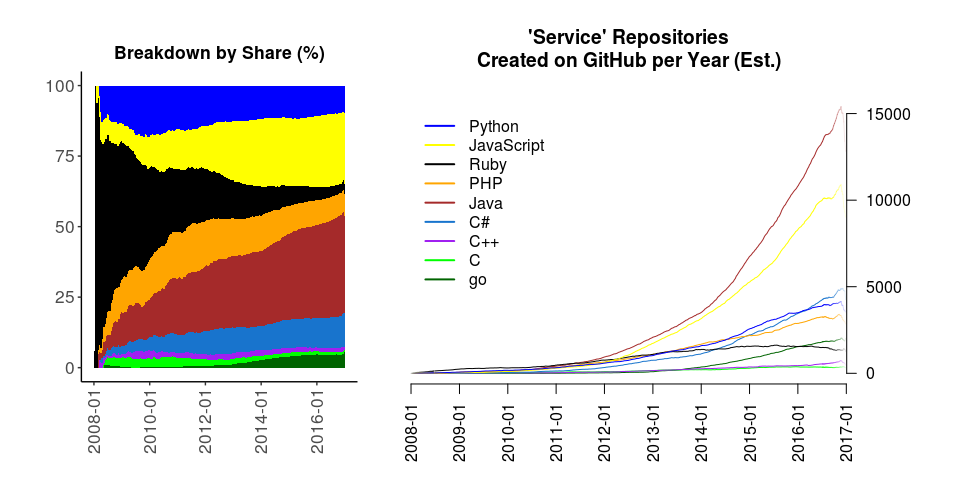 Breakdown by Share (%)
100
75
50
25
0
2008-01
2010-01
2012-01
2014-01
2016-01
'Service' Repositories
Created on GitHub per Year (Est.)
Python
JavaScript
Ruby
PHP
Java
C#
C++
C
go
15000
10000
5000
0
2008-01
2009-01
2010-01
2011-01
2012-01
2013-01
2014-01
2015-01
2016-01
2017-01